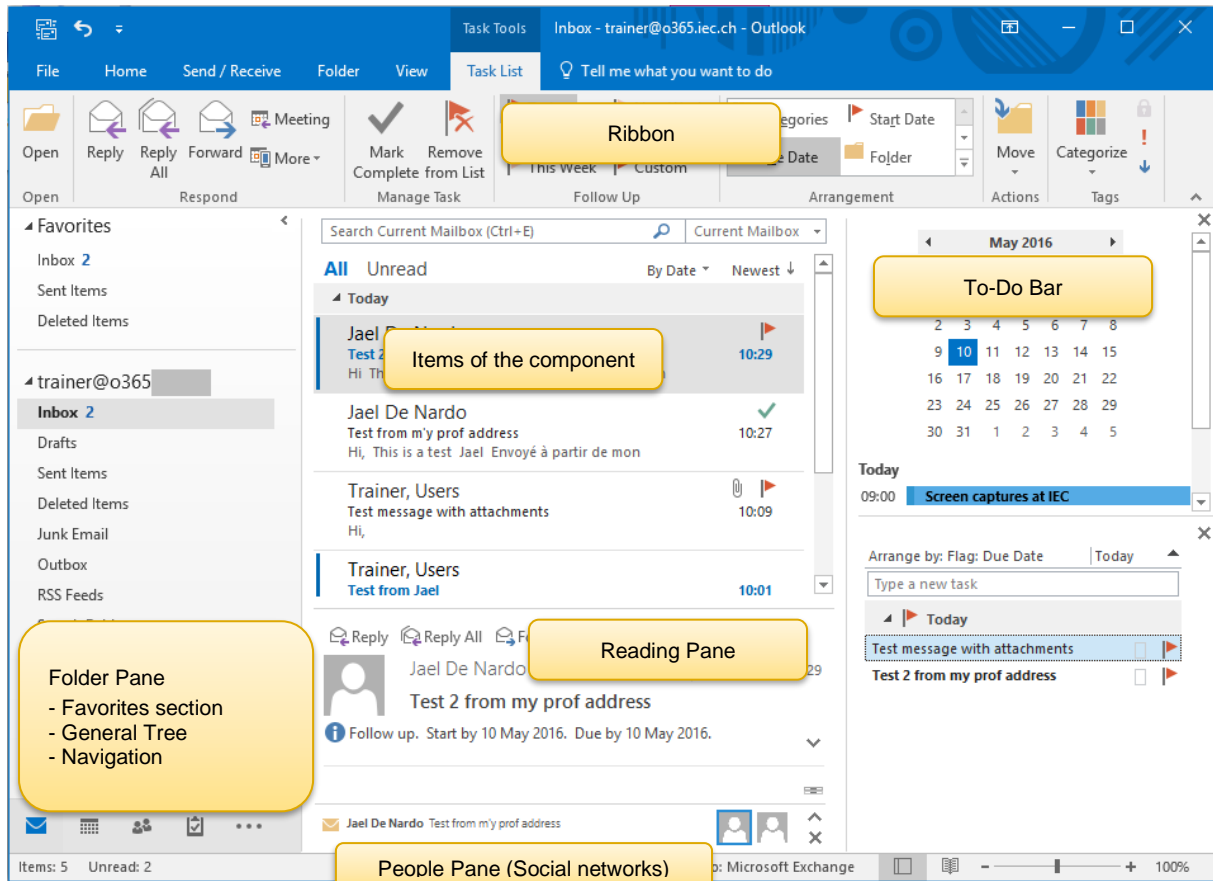 Task Tools Inbox - trainer@o365.iec.ch - Outlook
File Home Send / Receive Folder View Task List Tell me what you want to do
Open Reply Reply All Forward Meeting More Mark Complete Remove from List This Week Custom Start Date Date Folder Move Categorize
Ribbon
Open Respond Manage Task Follow Up Arrangement Actions Tags
Favorites
Inbox 2
Sent Items
Deleted Items
trainer@o365
Inbox 2
Drafts
Sent Items
Deleted Items
Junk Email
Outbox
RSS Feeds
Folder Pane
- Favorites section
- General Tree
- Navigation
Search Current Mailbox (Ctrl+E) Current Mailbox
All Unread By Date Newest ↓
Today
Jael De Nardo
Test 2 10:29
Hi
Items of the component
Jael De Nardo
Test from m'y prof address 10:27
Hi, This is a test Jael Envoyé à partir de mon
Trainer, Users
Test message with attachments 10:09
Hi,
Trainer, Users
Test from Jael 10:01
Reply Reply All
Reading Pane
Jael De Nardo 29
Test 2 from my prof address
Follow up. Start by 10 May 2016. Due by 10 May 2016.
Jael De Nardo Test from m'y prof address
People Pane (Social networks)
May 2016
To-Do Bar
2 3 4 5 6 7 8
9 10 11 12 13 14 15
16 17 18 19 20 21 22
23 24 25 26 27 28 29
30 31 1 2 3 4 5
Today
09:00 Screen captures at IEC
Arrange by: Flag: Due Date Today
Type a new task
Today
Test message with attachments
Test 2 from my prof address
Items: 5 Unread: 2 Microsoft Exchange - + 100%